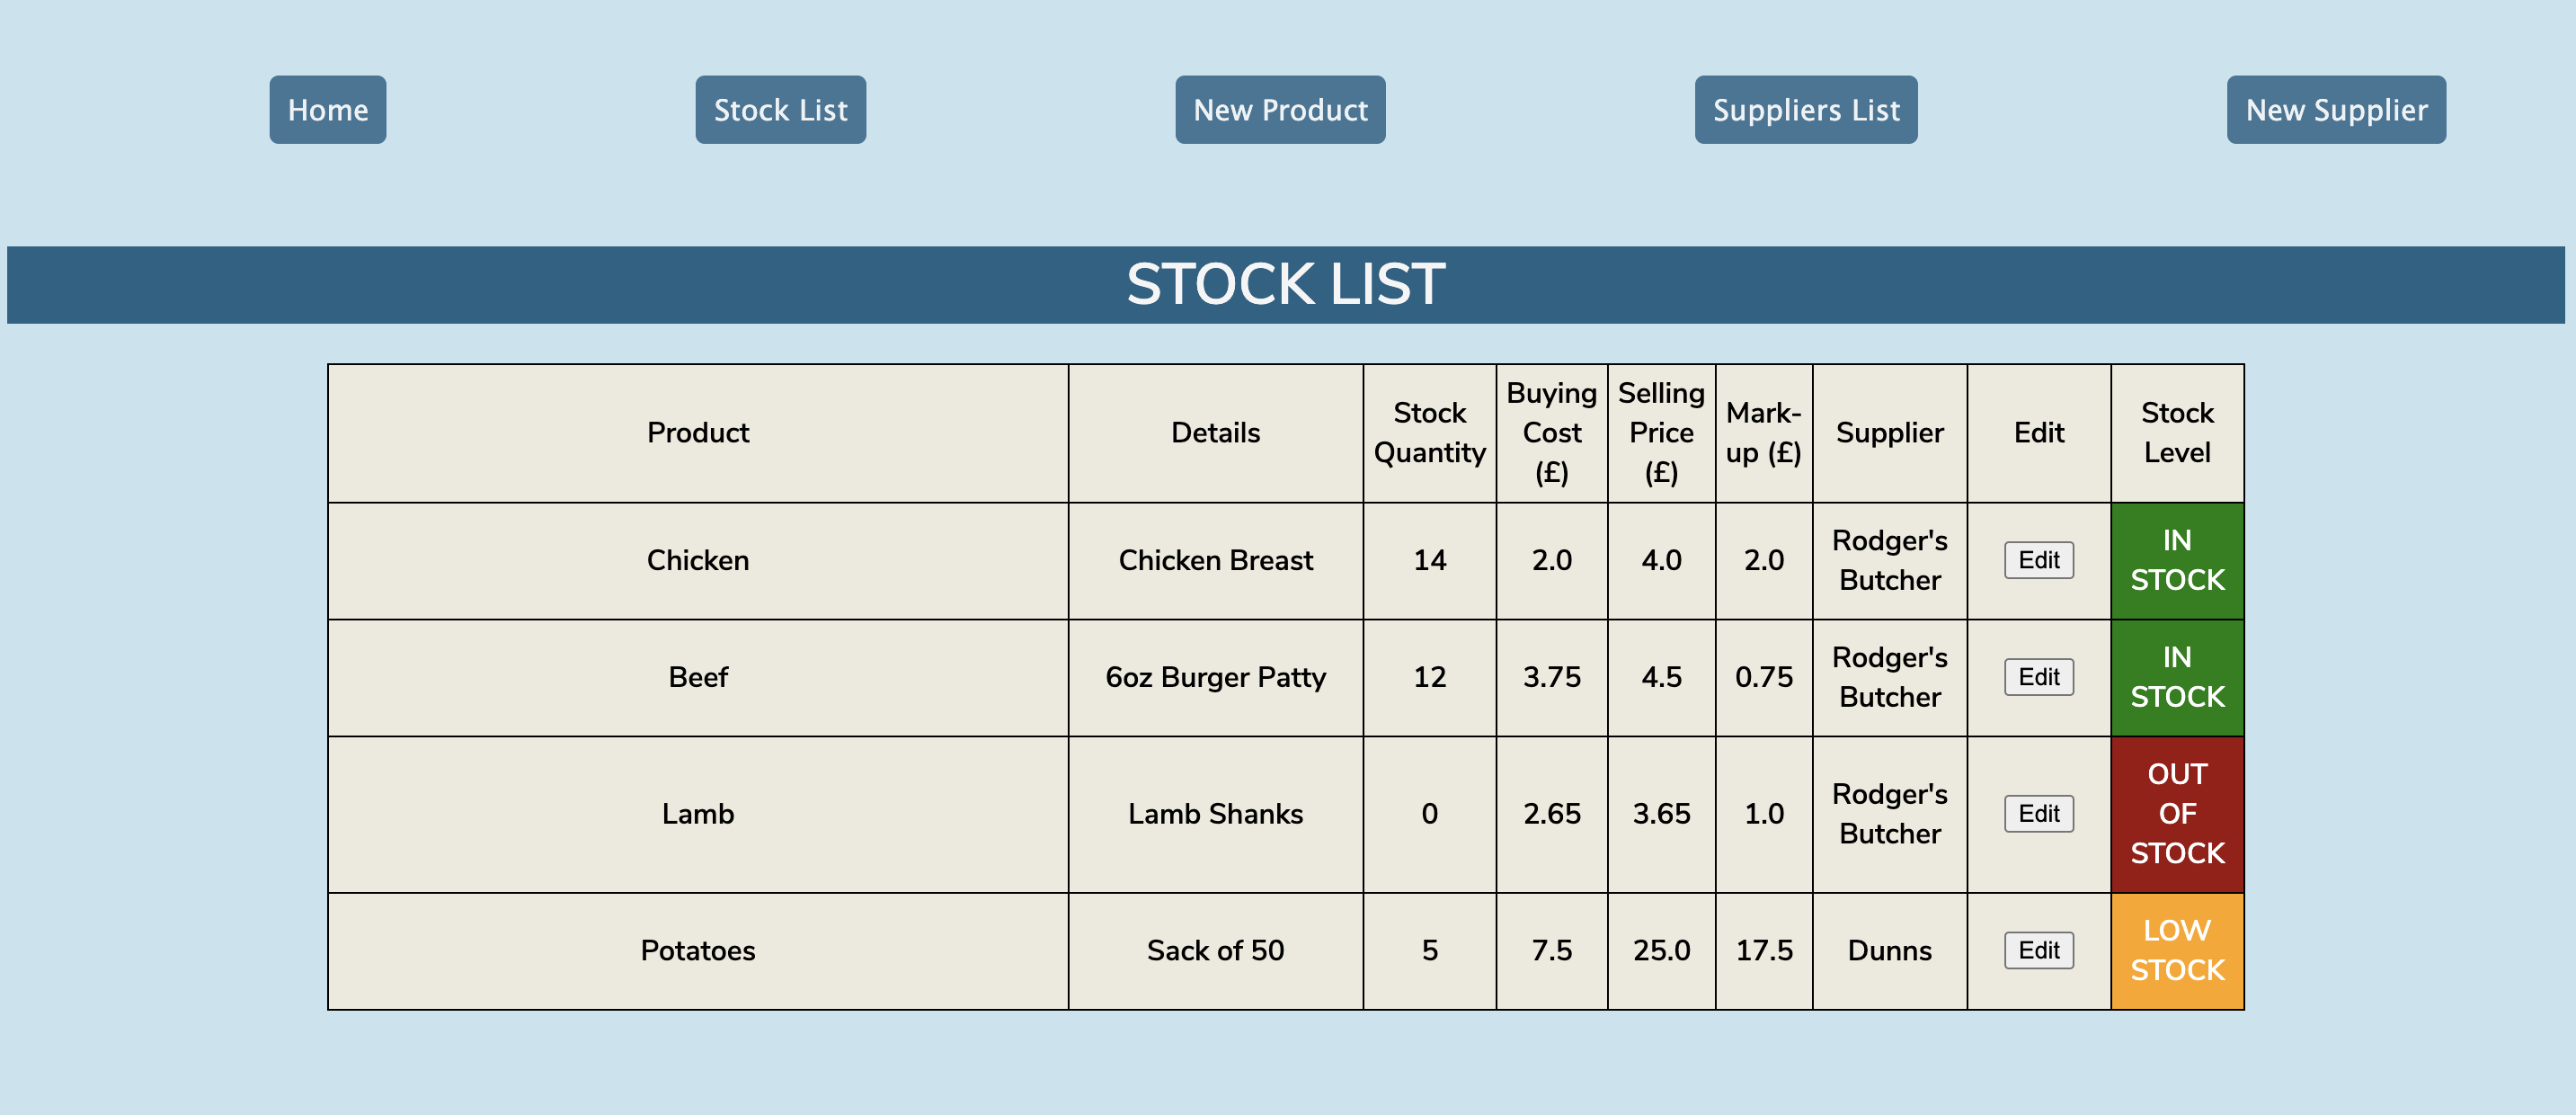 Home
Stock List
New Product
Suppliers List
New Supplier
STOCK LIST
Product
Details
Stock
Quantity
Buying
Cost
(£)
Selling
Price
(£)
Mark-
up (£)
Supplier
Edit
Stock
Level
Chicken
Chicken Breast
14
2.0
4.0
2.0
Rodger's
Butcher
Edit
IN
STOCK
Beef
6oz Burger Patty
12
3.75
4.5
0.75
Rodger's
Butcher
Edit
IN
STOCK
Lamb
Lamb Shanks
0
2.65
3.65
1.0
Rodger's
Butcher
Edit
OUT
OF
STOCK
Potatoes
Sack of 50
5
7.5
25.0
17.5
Dunns
Edit
LOW
STOCK